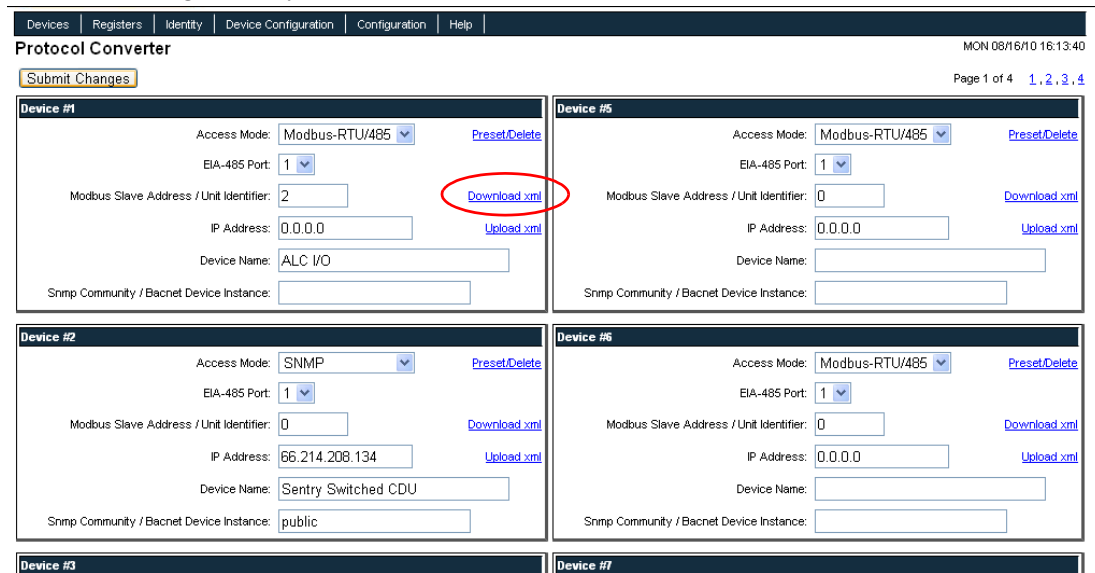 Devices Registers Identity Device Configuration Configuration Help
Protocol Converter MON 08/16/10 16:13:40
Submit Changes Page 1 of 4 1 , 2 , 3 , 4
Device #1
Access Mode: Modbus-RTU/485 Preset/Delete
EIA-485 Port: 1
Modbus Slave Address / Unit Identifier: 2 Download xml
IP Address: 0.0.0.0 Upload xml
Device Name: ALC I/O
Snmp Community / Bacnet Device Instance:
Device #5
Access Mode: Modbus-RTU/485 Preset/Delete
EIA-485 Port: 1
Modbus Slave Address / Unit Identifier: 0 Download xml
IP Address: 0.0.0.0 Upload xml
Device Name:
Snmp Community / Bacnet Device Instance:
Device #2
Access Mode: SNMP Preset/Delete
EIA-485 Port: 1
Modbus Slave Address / Unit Identifier: 0 Download xml
IP Address: 66.214.208.134 Upload xml
Device Name: Sentry Switched CDU
Snmp Community / Bacnet Device Instance: public
Device #6
Access Mode: Modbus-RTU/485 Preset/Delete
EIA-485 Port: 1
Modbus Slave Address / Unit Identifier: 0 Download xml
IP Address: 0.0.0.0 Upload xml
Device Name:
Snmp Community / Bacnet Device Instance:
Device #3
Device #7